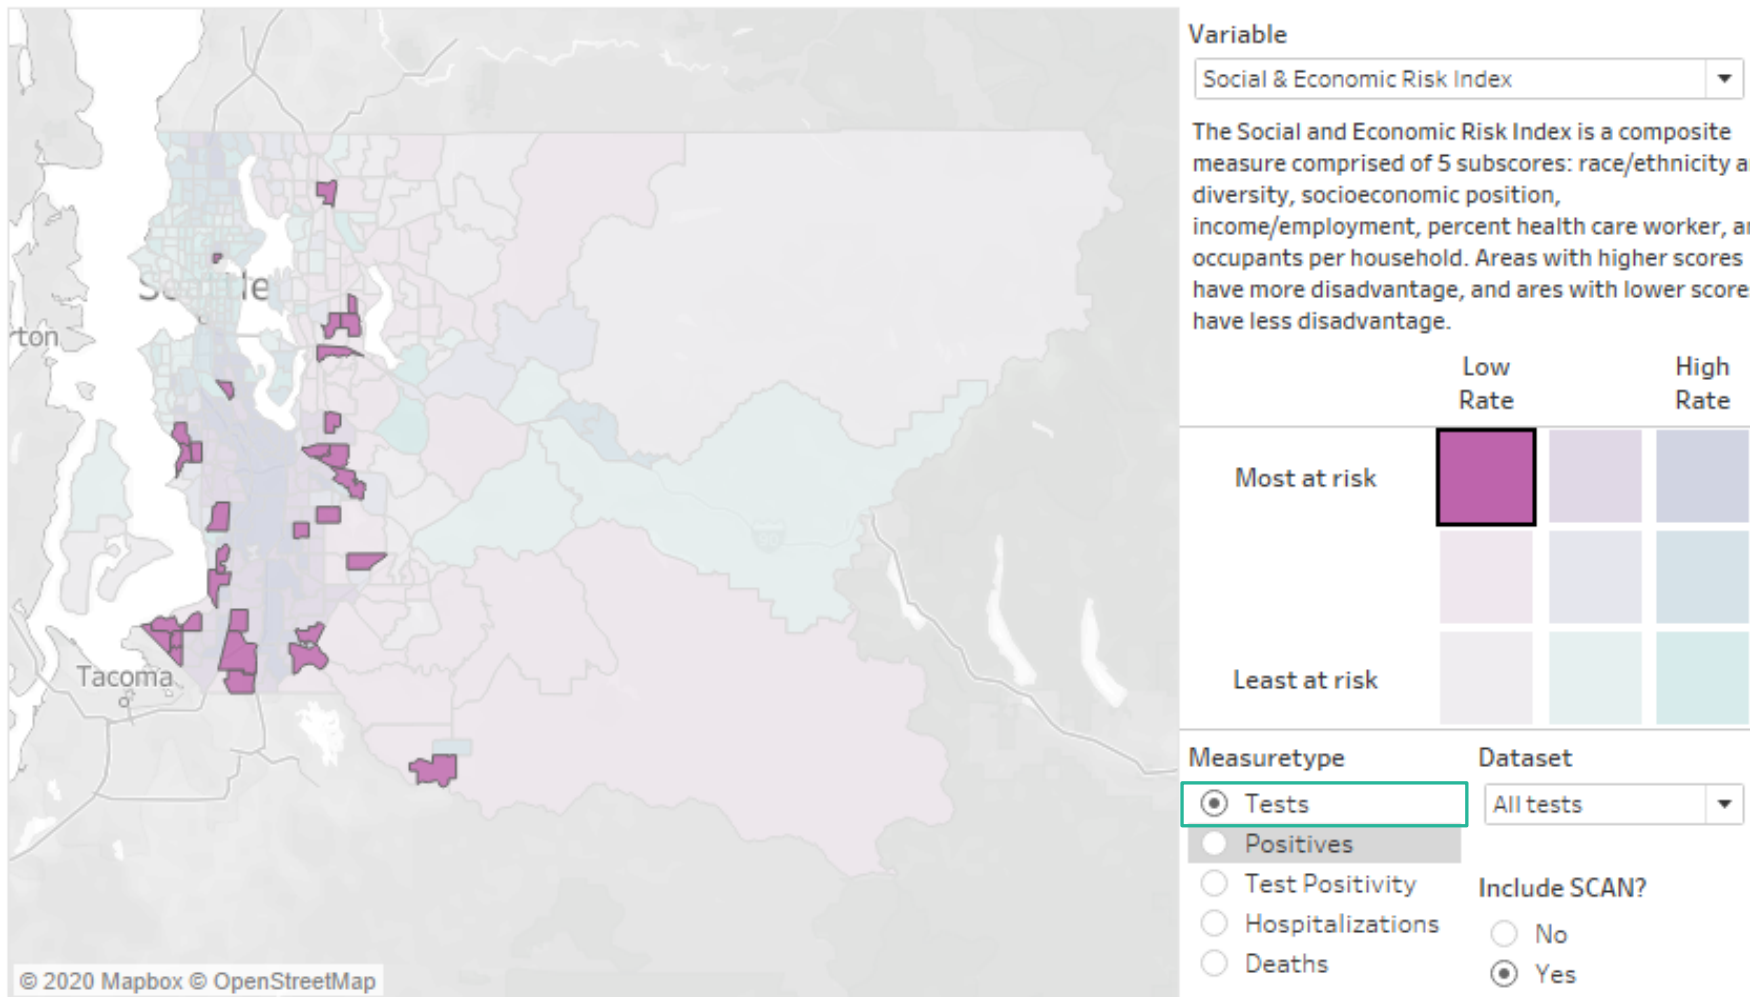 Variable
Social & Economic Risk Index
The Social and Economic Risk Index is a composite
measure comprised of 5 subscores: race/ethnicity a
diversity, socioeconomic position,
income/employment, percent health care worker, a
occupants per household. Areas with higher scores
have more disadvantage, and ares with lower score
have less disadvantage.
Low
Rate
High
Rate
Most at risk
Least at risk
Measuretype
Tests
Positives
Test Positivity
Hospitalizations
Deaths
Dataset
All tests
Include SCAN?
No
Yes
rton
Tacoma
90
© 2020 Mapbox © OpenStreetMap